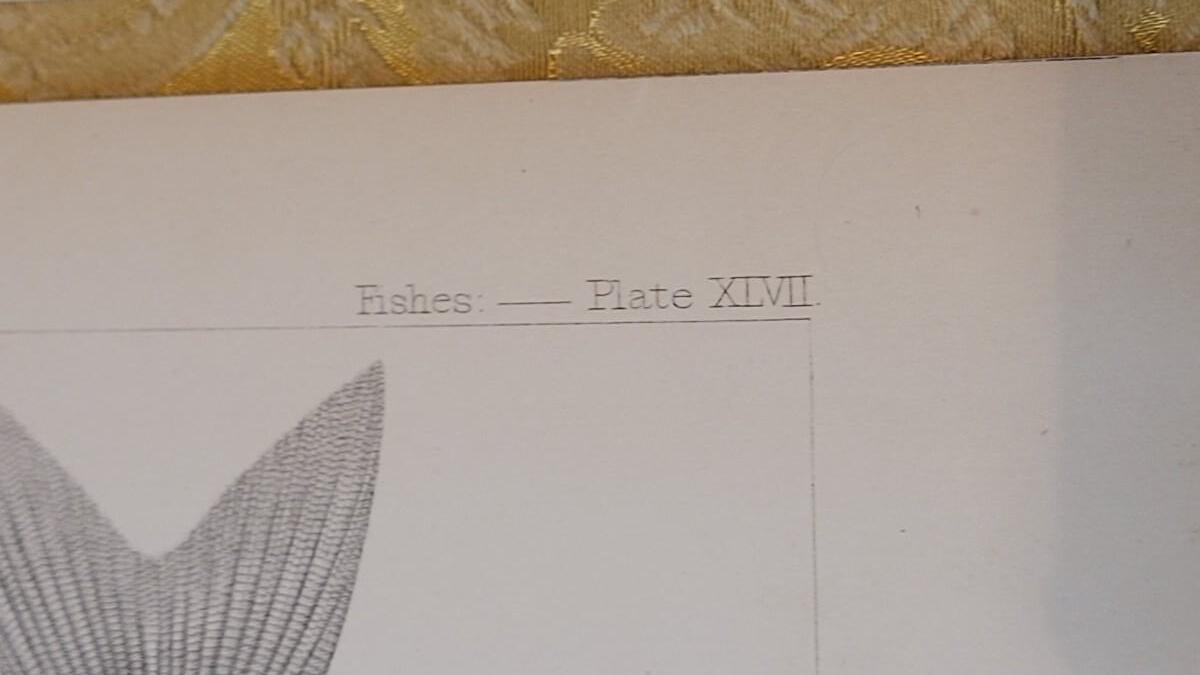 Fishes: —— Plate XLVII.